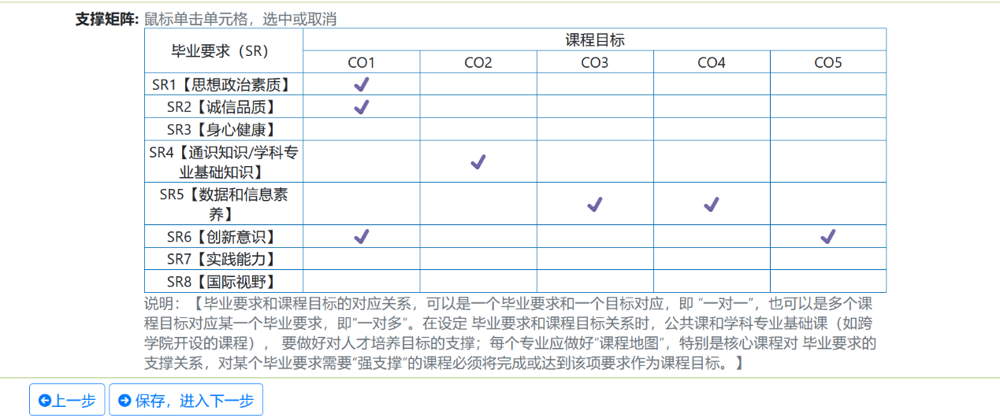 支撑矩阵: 鼠标单击单元格，选中或取消
毕业要求（SR） 课程目标
CO1 CO2 CO3 CO4 CO5
SR1【思想政治素质】
SR2【诚信品质】
SR3【身心健康】
SR4【通识知识/学科专
业基础知识】
SR5【数据和信息素
养】
SR6【创新意识】
SR7【实践能力】
SR8【国际视野】
说明：【 毕业要求和课程目标的对应关系，可以是一个毕业要求和一个目标对应，即 “一对一”，也可以是多个课
程目标对应某一个毕业要求，即“一对多”。在设定 毕业要求和课程目标关系时，公共课和学科专业基础课（如跨
学院开设的课程）， 要做好对人才培养目标的支撑；每个专业应做好“课程地图”，特别是核心课程对 毕业要求的
支撑关系，对某个毕业要求需要“强支撑”的课程必须将完成或达到该项要求作为课程目标。 】
上一步 保存，进入下一步